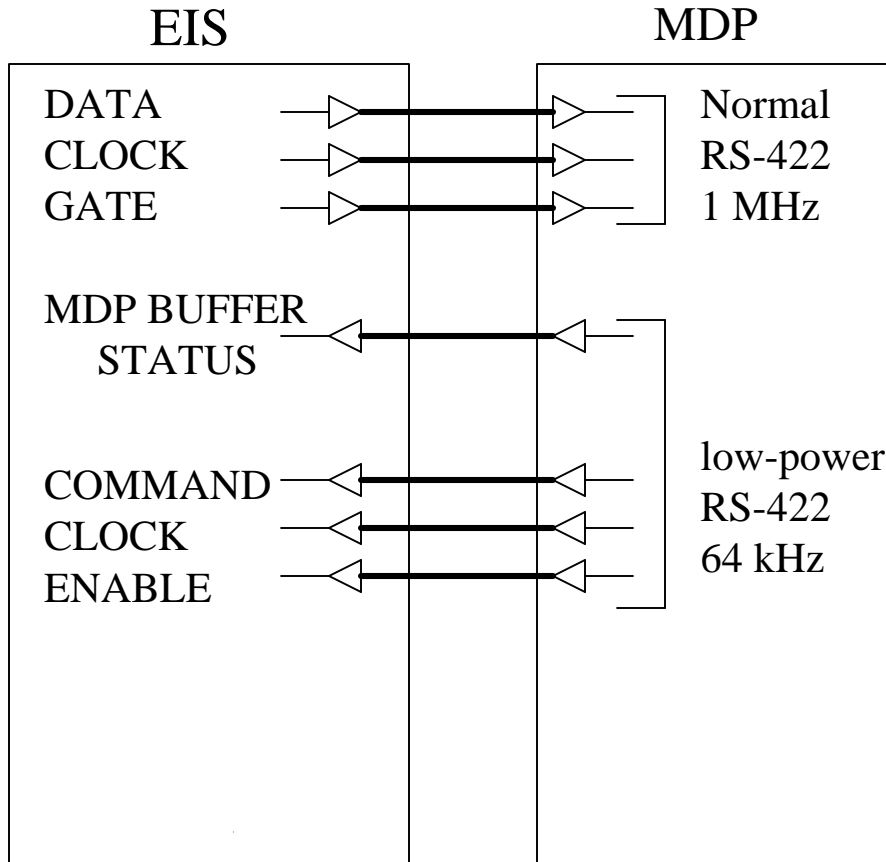 EIS
MDP
DATA
CLOCK
GATE
Normal
RS-422
1 MHz
MDP BUFFER
STATUS
COMMAND
CLOCK
ENABLE
low-power
RS-422
64 kHz